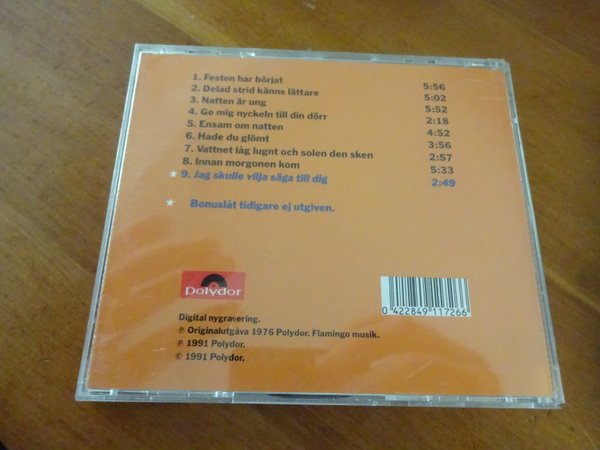 1. Festen har börjat 5:56
2. Delad strid känns lättare 5:02
3. Natten är ung 5:52
4. Ge mig nyckeln till din dörr 2:18
5. Ensam om natten 4:52
6. Hade du glömt 3:56
7. Vattnet låg lugnt och solen den sken 2:57
8. Innan morgonen kom 5:33
★ 9. Jag skulle vilja säga till dig 2:49
★ Bonuslåt tidigare ej utgiven.
polydor
0 422849 117266
Digital nygravering.
℗ Originalutgåva 1976 Polydor. Flamingo musik.
℗ 1991 Polydor.
© 1991 Polydor.